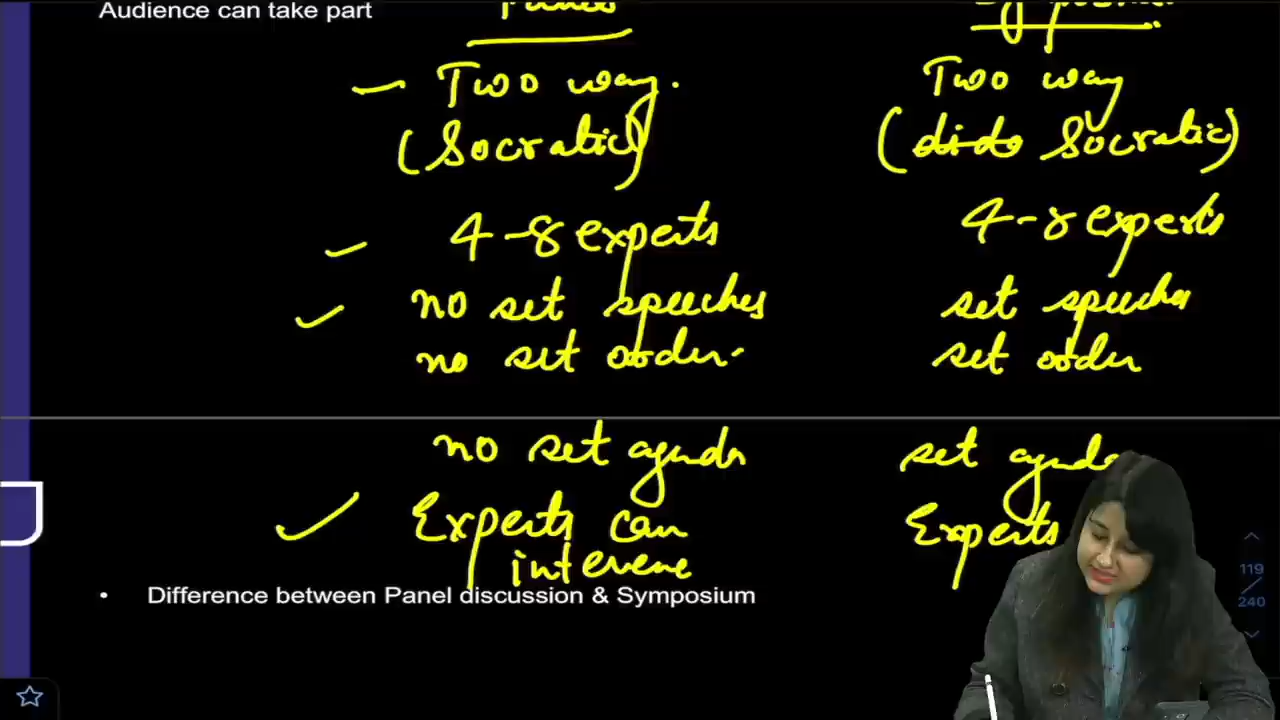 Audience can take part
Panel
Symposium
Two way.
Two way
(Socratic)
(dido Socratic)
4-8 experts
4-8 experts
no set speeches
set speeches
no set order
set order
no set agenda
set agenda
Experts can
Experts
intervene
• Difference between Panel discussion & Symposium
119
240